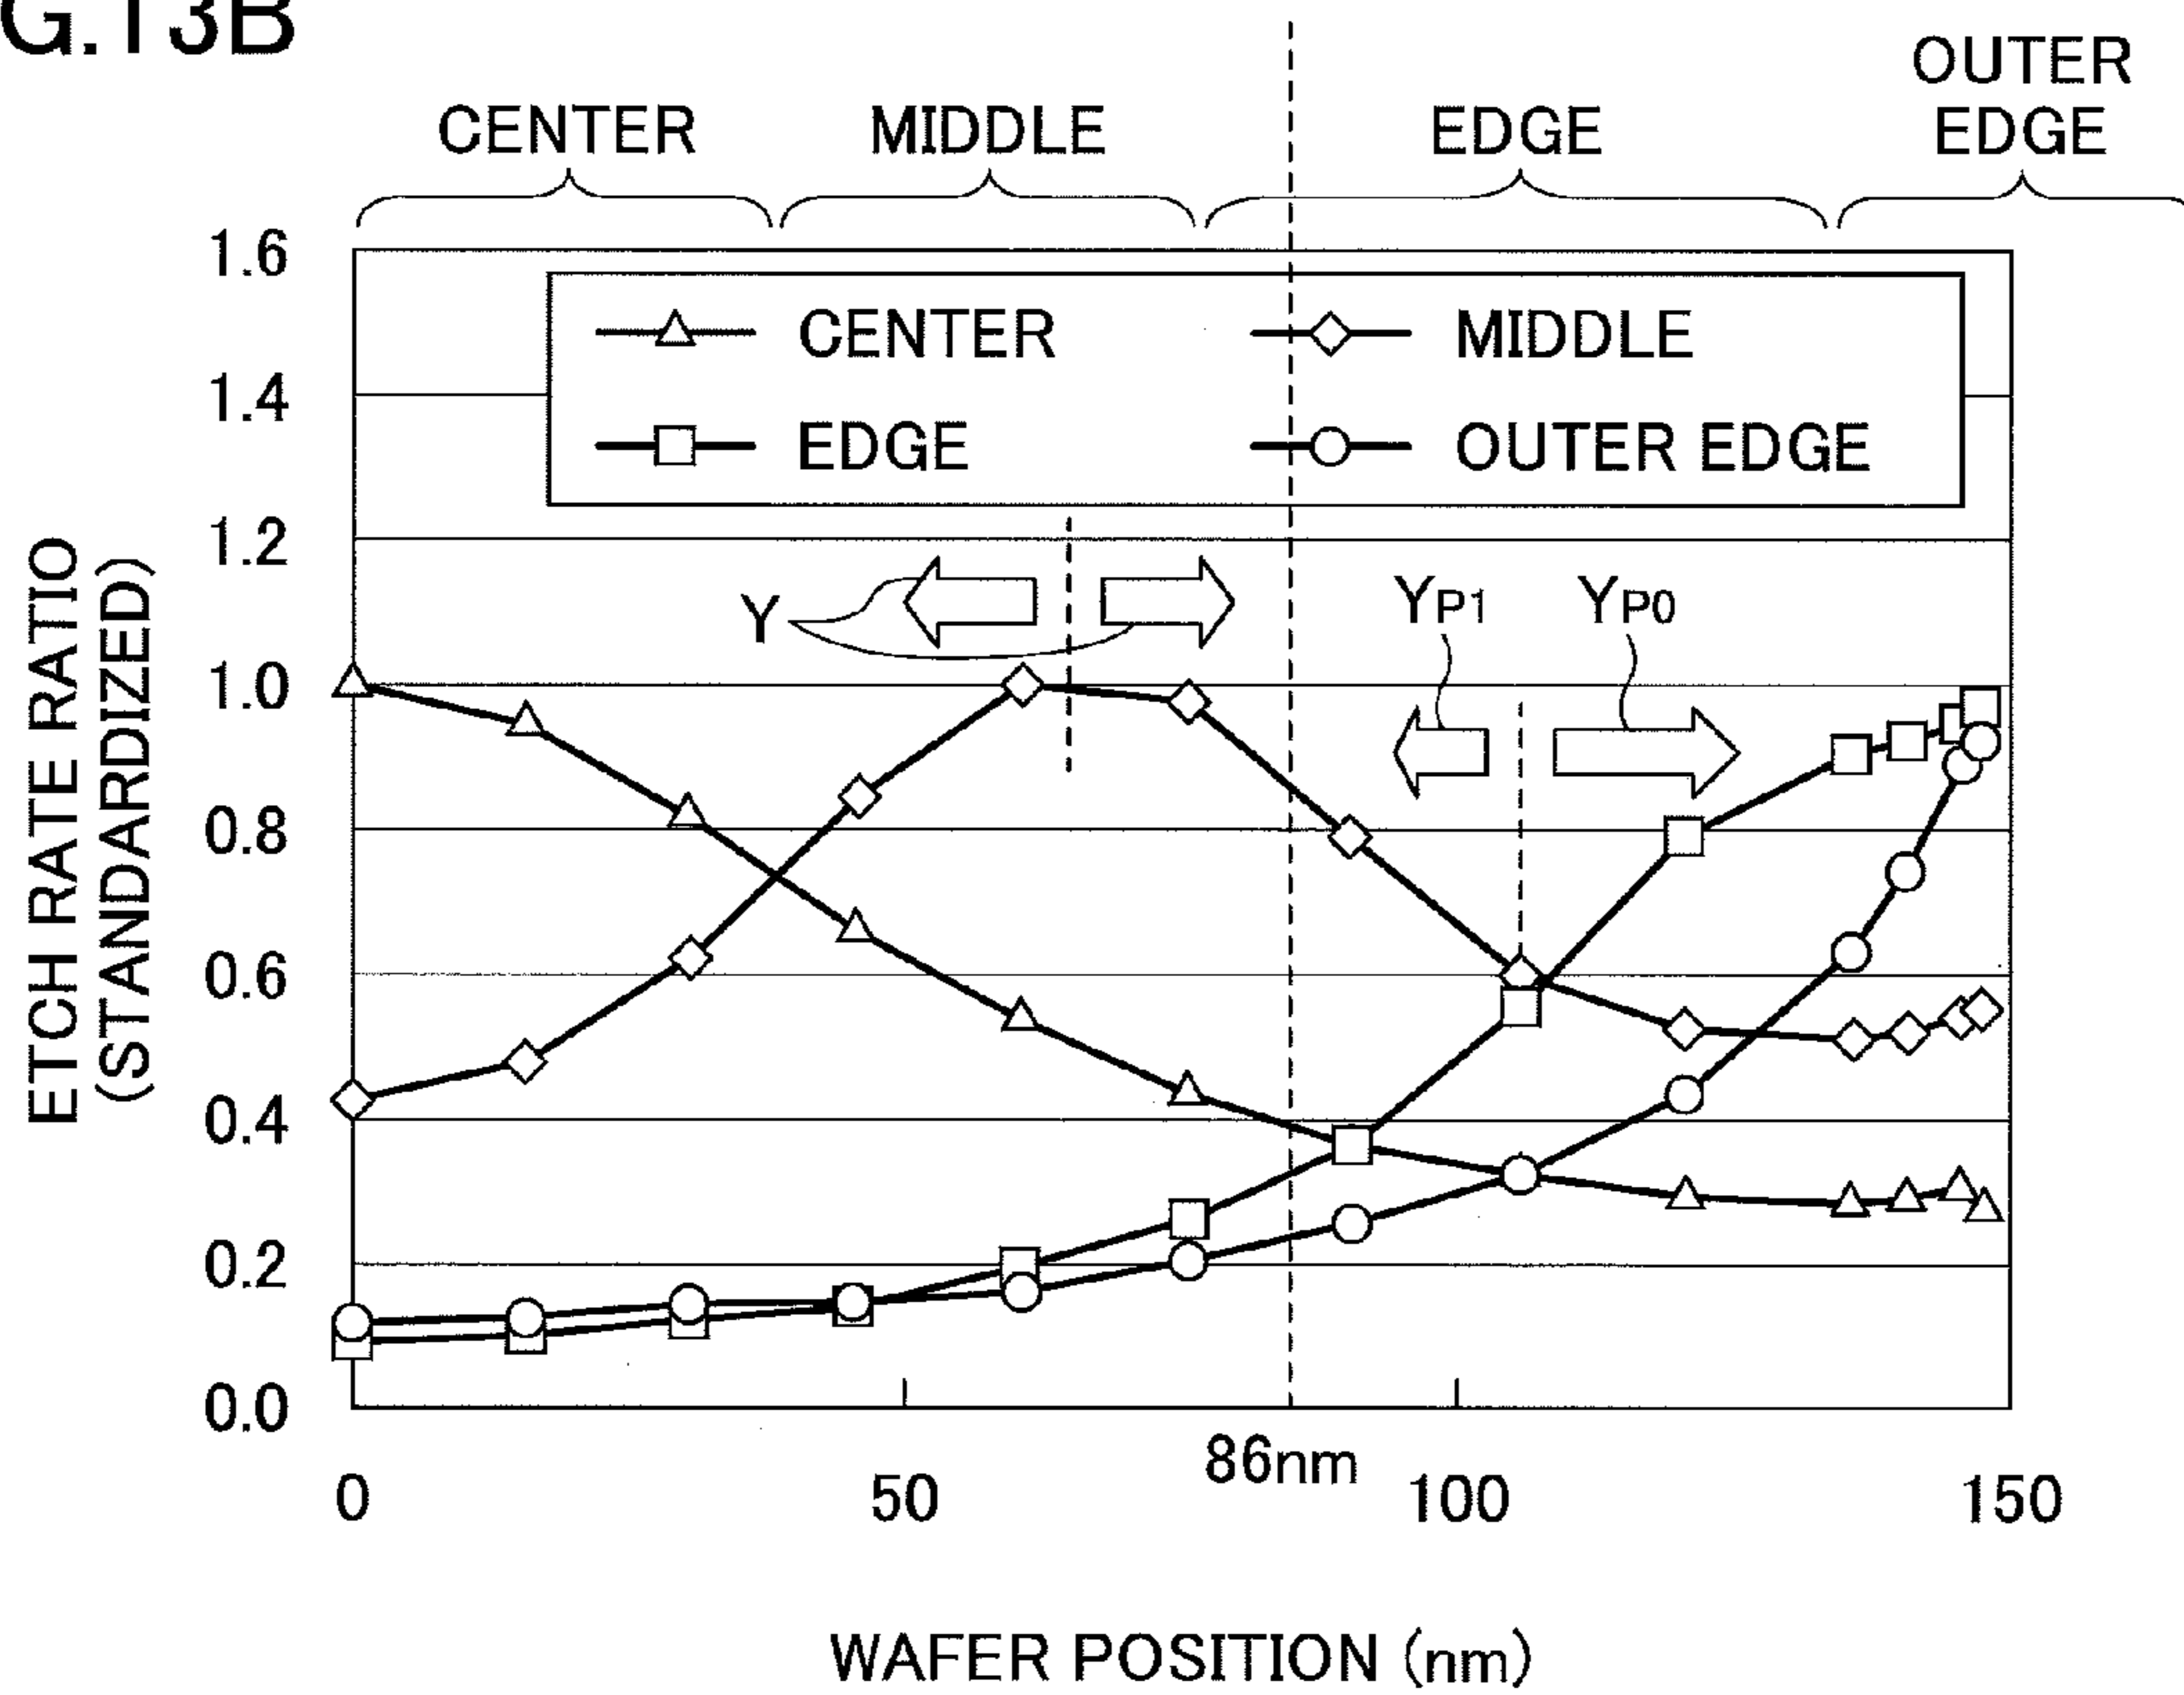 G.13B
OUTER
CENTER MIDDLE EDGE EDGE
1.6
CENTER MIDDLE
1.4
EDGE OUTER EDGE
1.2
Y YP1 YP0
1.0
0.8
0.6
0.4
0.2
0.0
86nm
0 50 100 150
WAFER POSITION (nm)
ETCH RATE RATIO
(STANDARDIZED)